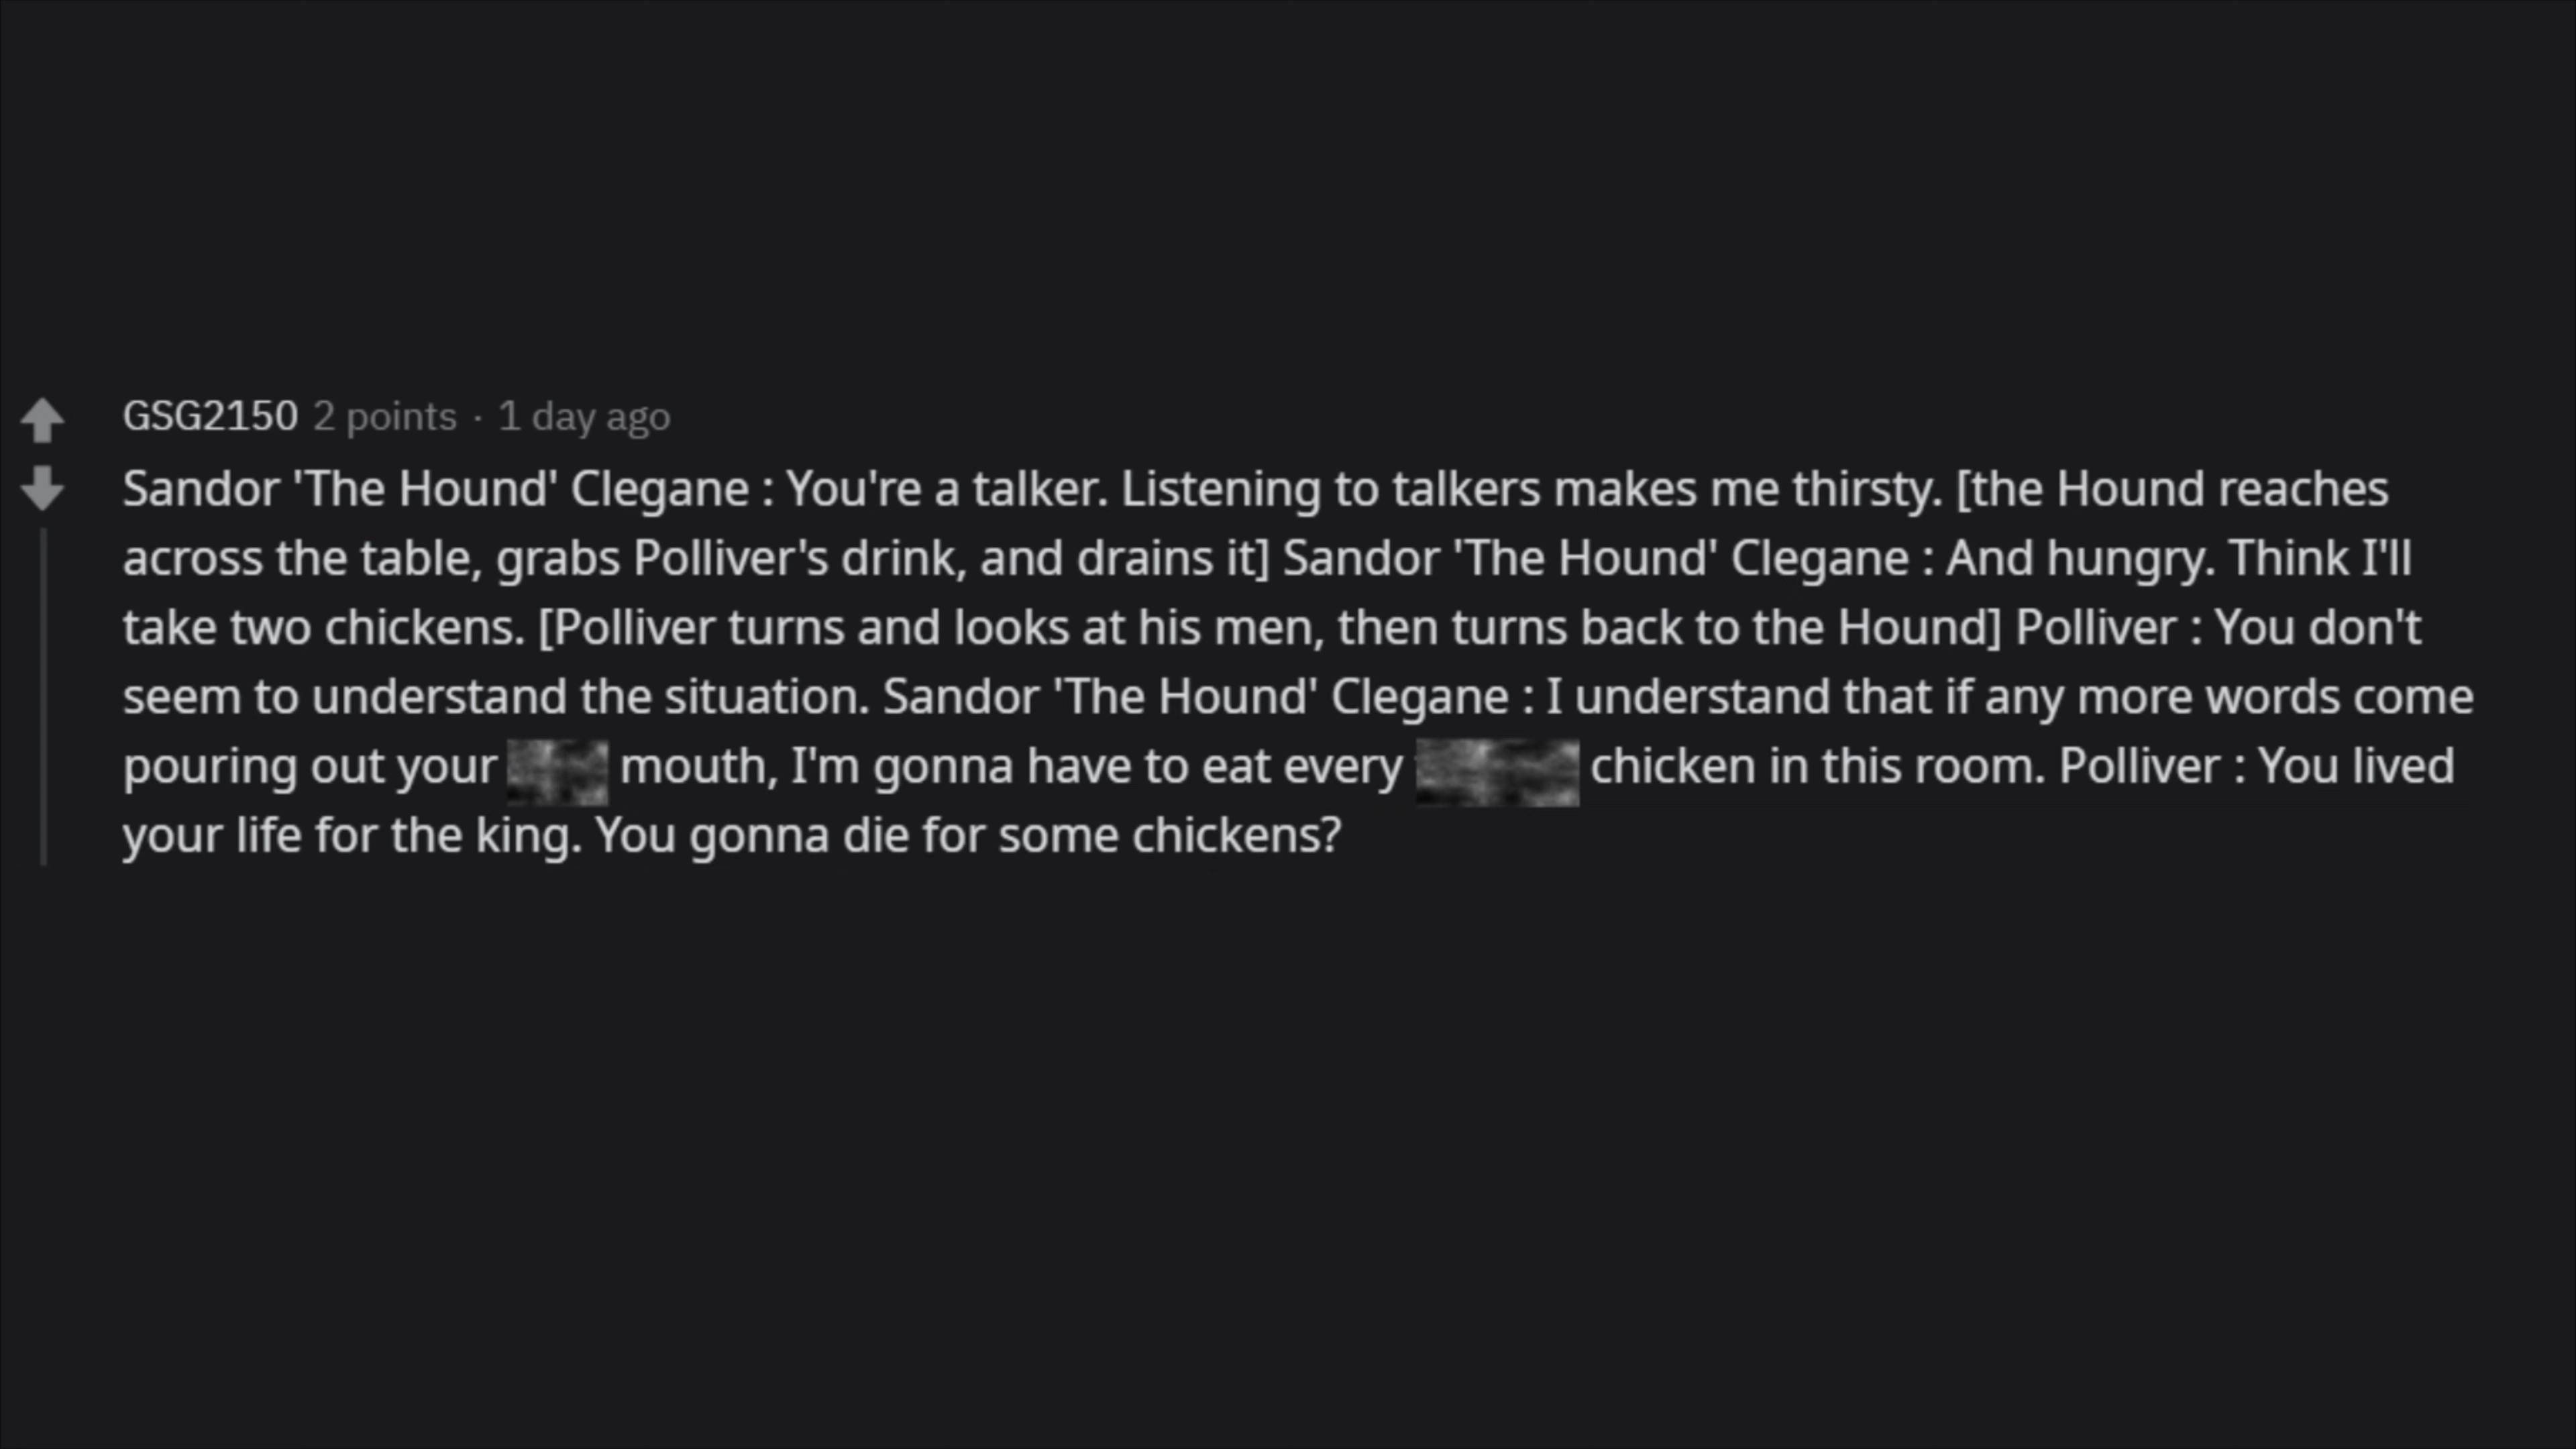 GSG2150 2 points · 1 day ago
Sandor 'The Hound' Clegane : You're a talker. Listening to talkers makes me thirsty. [the Hound reaches
across the table, grabs Polliver's drink, and drains it] Sandor 'The Hound' Clegane : And hungry. Think I'll
take two chickens. [Polliver turns and looks at his men, then turns back to the Hound] Polliver : You don't
seem to understand the situation. Sandor 'The Hound' Clegane : I understand that if any more words come
pouring out your mouth, I'm gonna have to eat every chicken in this room. Polliver : You lived
your life for the king. You gonna die for some chickens?